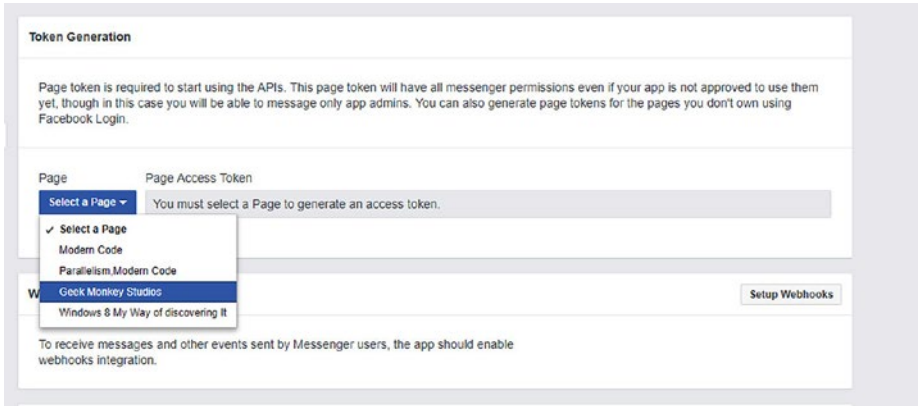 Token Generation
Page token is required to start using the APIs. This page token will have all messenger permissions even if your app is not approved to use them
yet, though in this case you will be able to message only app admins. You can also generate page tokens for the pages you don't own using
Facebook Login.
Page Page Access Token
Select a Page You must select a Page to generate an access token.
✓ Select a Page
Modern Code
Parallelism,Modern Code
Geek Monkey Studios
W Setup Webhooks
Windows 8 My Way of discovering It
To receive messages and other events sent by Messenger users, the app should enable
webhooks integration.